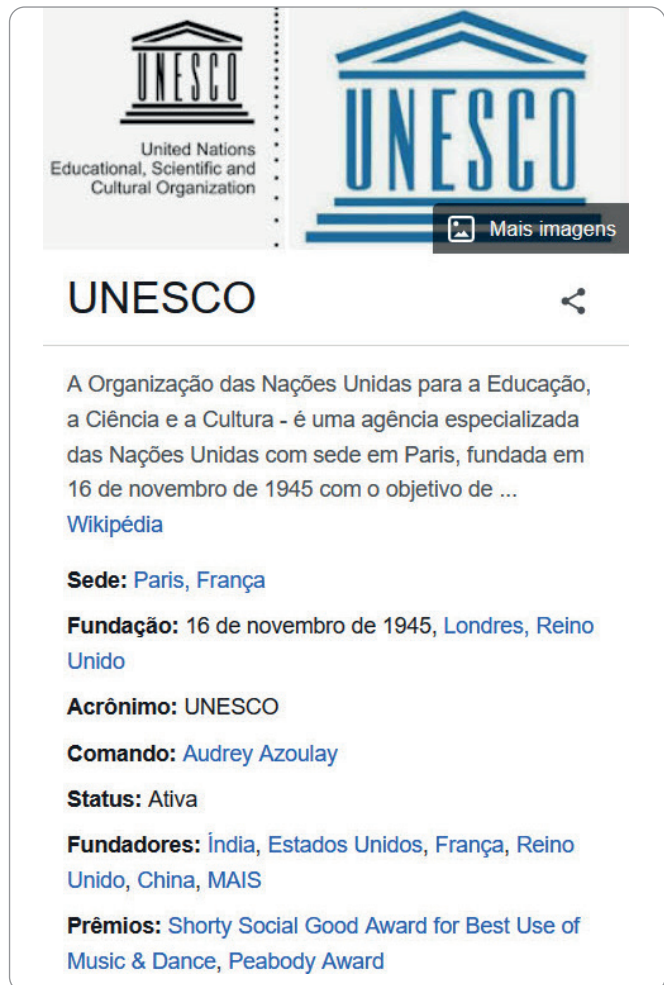 UNESCO
United Nations
Educational, Scientific and
Cultural Organization
UNESCO
Mais imagens
UNESCO
A Organização das Nações Unidas para a Educação,
a Ciência e a Cultura - é uma agência especializada
das Nações Unidas com sede em Paris, fundada em
16 de novembro de 1945 com o objetivo de ...
Wikipédia
Sede: Paris, França
Fundação: 16 de novembro de 1945, Londres, Reino
Unido
Acrônimo: UNESCO
Comando: Audrey Azoulay
Status: Ativa
Fundadores: Índia, Estados Unidos, França, Reino
Unido, China, MAIS
Prêmios: Shorty Social Good Award for Best Use of
Music & Dance, Peabody Award